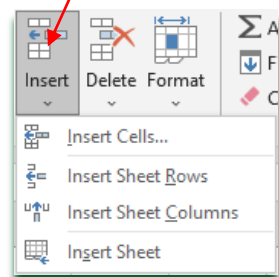 Insert Delete Format
Insert Cells...
Insert Sheet Rows
Insert Sheet Columns
Insert Sheet